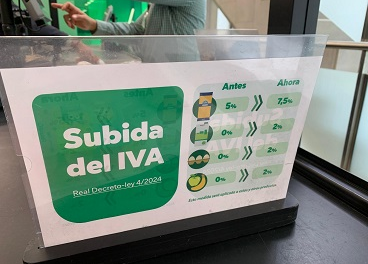 Subida
del IVA
Real Decreto-ley 4/2024
Antes Ahora
5% 7,5%
0% 2%
0% 2%
0% 2%